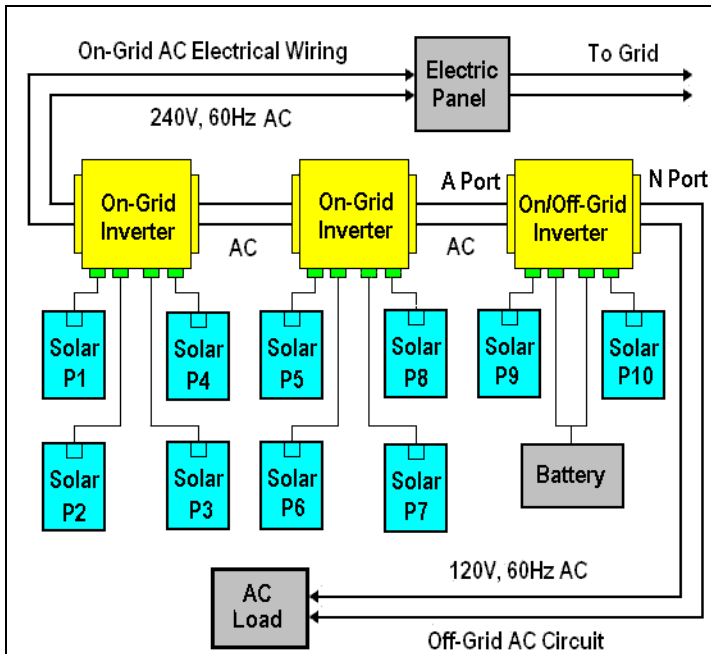 On-Grid AC Electrical Wiring
Electric
Panel
To Grid
240V, 60Hz AC
On-Grid
Inverter
AC
On-Grid
Inverter
A Port
AC
On/Off-Grid
Inverter
N Port
Solar
P1
Solar
P4
Solar
P5
Solar
P8
Solar
P9
Solar
P10
Solar
P2
Solar
P3
Solar
P6
Solar
P7
Battery
120V, 60Hz AC
AC
Load
Off-Grid AC Circuit